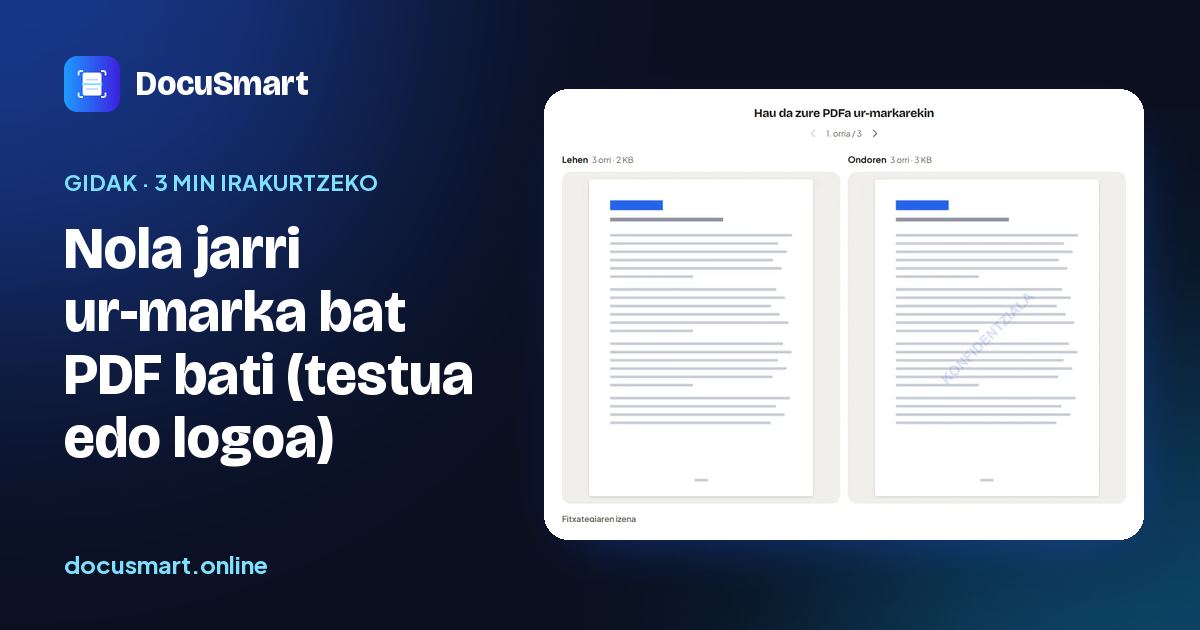 DocuSmart
GIDAK · 3 MIN IRAKURTZEKO
Nola jarri
ur-marka bat
PDF bati (testua
edo logoa)
docusmart.online
Hau da zure PDFa ur-markarekin
1. orria / 3
Lehen 3 orri · 2 KB
Ondoren 3 orri · 3 KB
KONFIDENTZIALA
Fitxategiaren izena